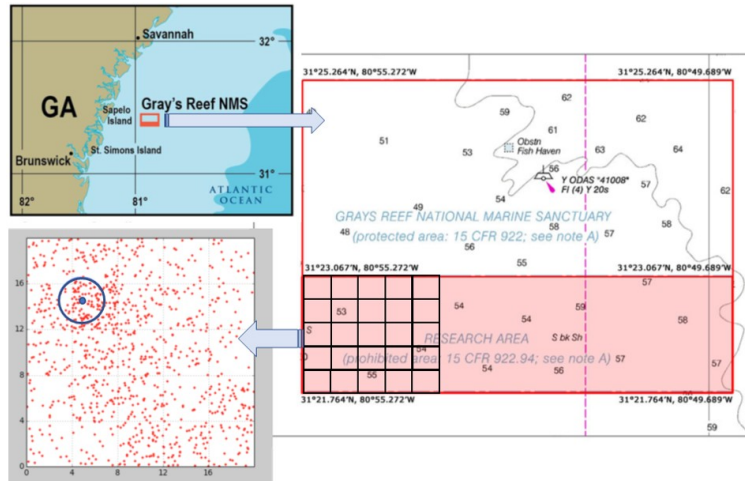 Savannah
32°
GA
Gray's Reef NMS
Sapelo
Island
St. Simons Island
Brunswick
31°
82°
81°
ATLANTIC
OCEAN
31°25.264'N, 80°55.272'W
31°25.264'N, 80°49.689'W
62
59
62
61
51
Obstn
Fish Haven
53
63
64
56
Y ODAS "41008"
Fl (4) Y 20s
57
57
54
49
GRAYS REEF NATIONAL MARINE SANCTUARY
58
58
57
48
(protected area: 15 CFR 922; see note A)
56
55
31°23.067'N, 80°55.272'W
31°23.067'N, 80°49.689'W
57
53
54
59
54
58
S
RESEARCH AREA
S bk Sh
54
(prohibited area: 15 CFR 922.94; see note A)
57
54
56
57
55
31°21.764'N, 80°55.272'W
31°21.764'N, 80°49.689'W
59
20
16
12
8
4
0
0
4
8
12
16